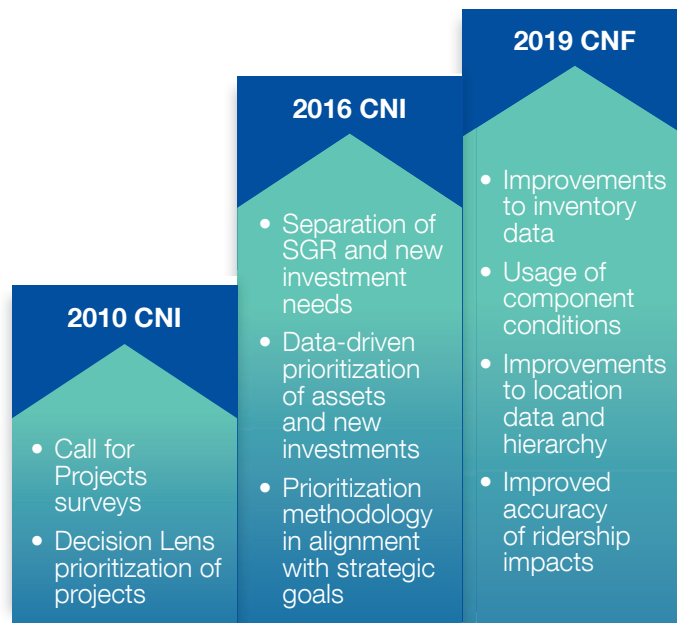 2010 CNI
• Call for
Projects
surveys
• Decision Lens
prioritization of
projects
2016 CNI
• Separation of
SGR and new
investment
needs
• Data-driven
prioritization
of assets
and new
investments
• Prioritization
methodology
in alignment
with strategic
goals
2019 CNF
• Improvements
to inventory
data
• Usage of
component
conditions
• Improvements
to location
data and
hierarchy
• Improved
accuracy
of ridership
impacts